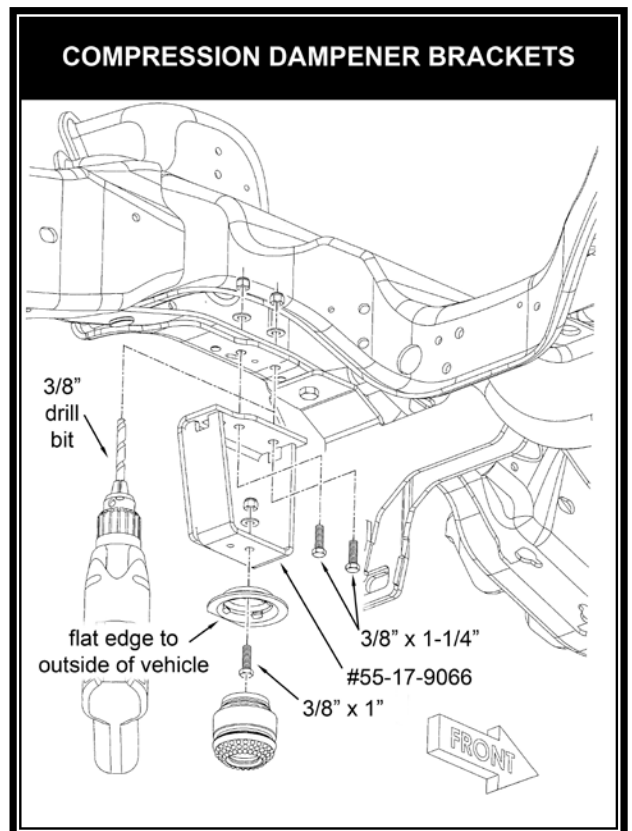 COMPRESSION DAMPENER BRACKETS
3/8"
drill
bit
flat edge to
outside of vehicle
3/8" x 1-1/4"
#55-17-9066
3/8" x 1"
FRONT